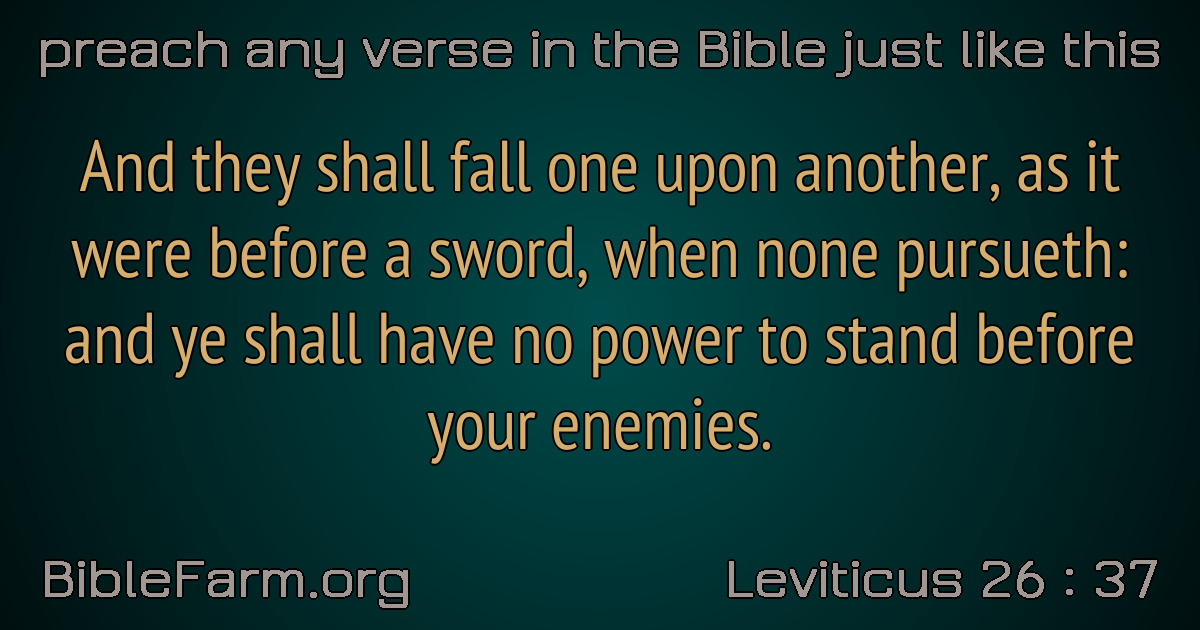 preach any verse in the Bible just like this
And they shall fall one upon another, as it
were before a sword, when none pursueth:
and ye shall have no power to stand before
your enemies.
BibleFarm.org
Leviticus 26 : 37